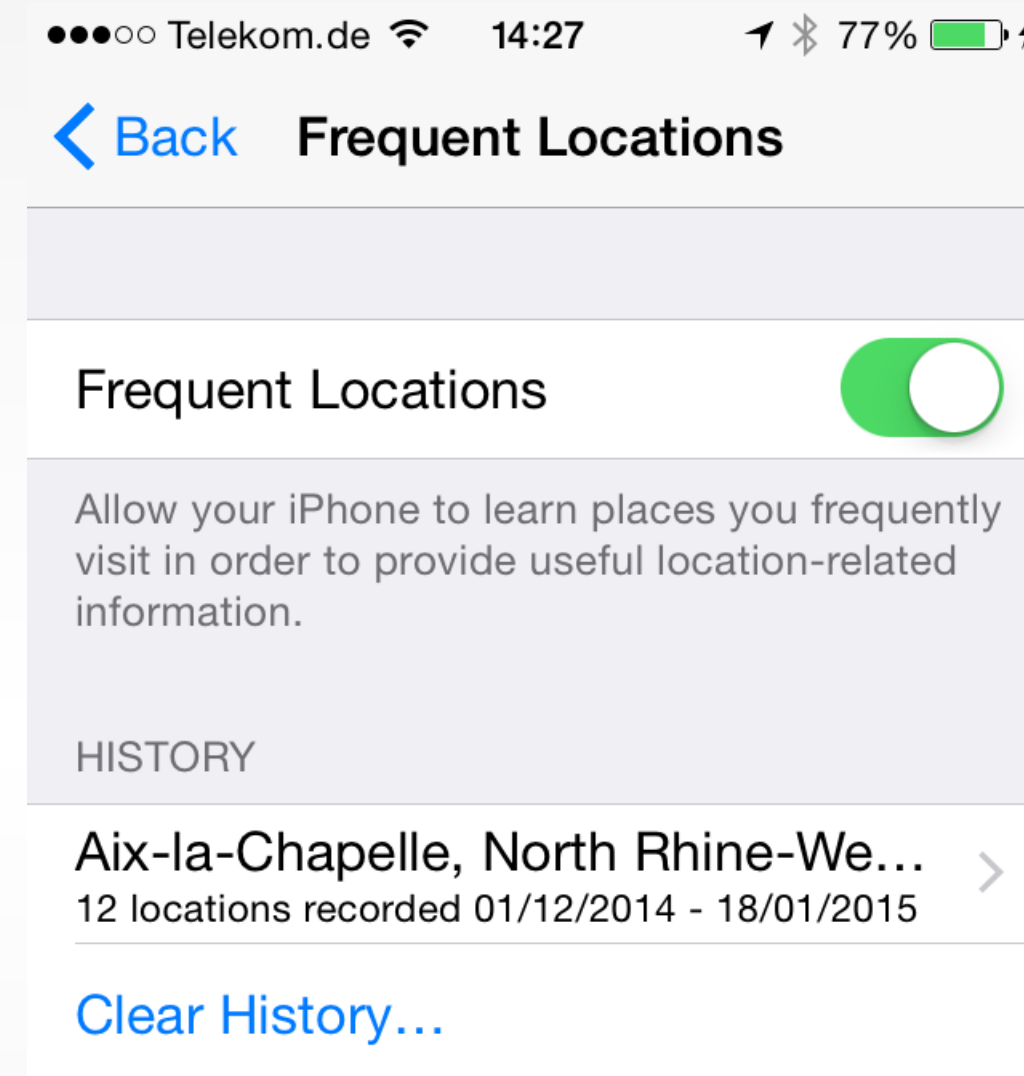 Telekom.de 14:27 77%
Back Frequent Locations
Frequent Locations
Allow your iPhone to learn places you frequently
visit in order to provide useful location-related
information.
HISTORY
Aix-la-Chapelle, North Rhine-We...
12 locations recorded 01/12/2014 - 18/01/2015
Clear History...